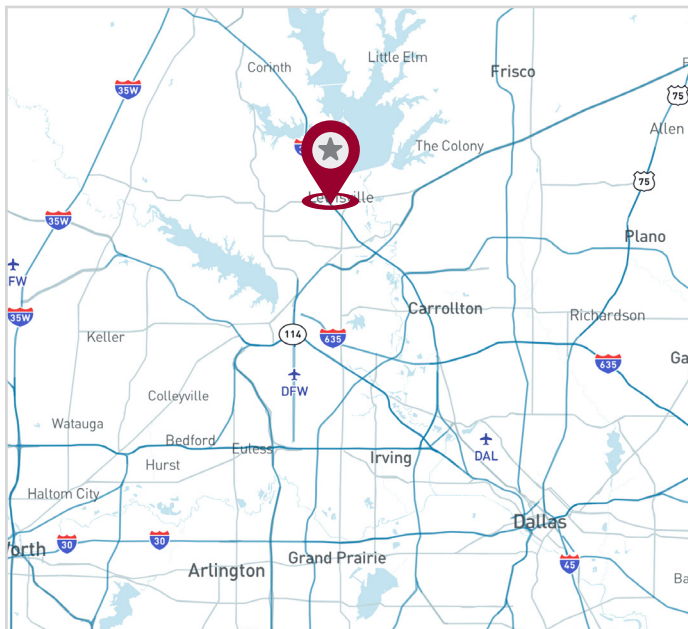 Little Elm
Corinth
Frisco
35W
75
Allen
The Colony
75
Lewisville
35W
Plano
FW
Carrollton
35W
Richardson
Keller
114
635
635
Ga
DFW
Colleyville
Watauga
Bedford
Euless
DAL
Irving
Hurst
Haltom City
Dallas
30
30
orth
Grand Prairie
45
Arlington
Ba